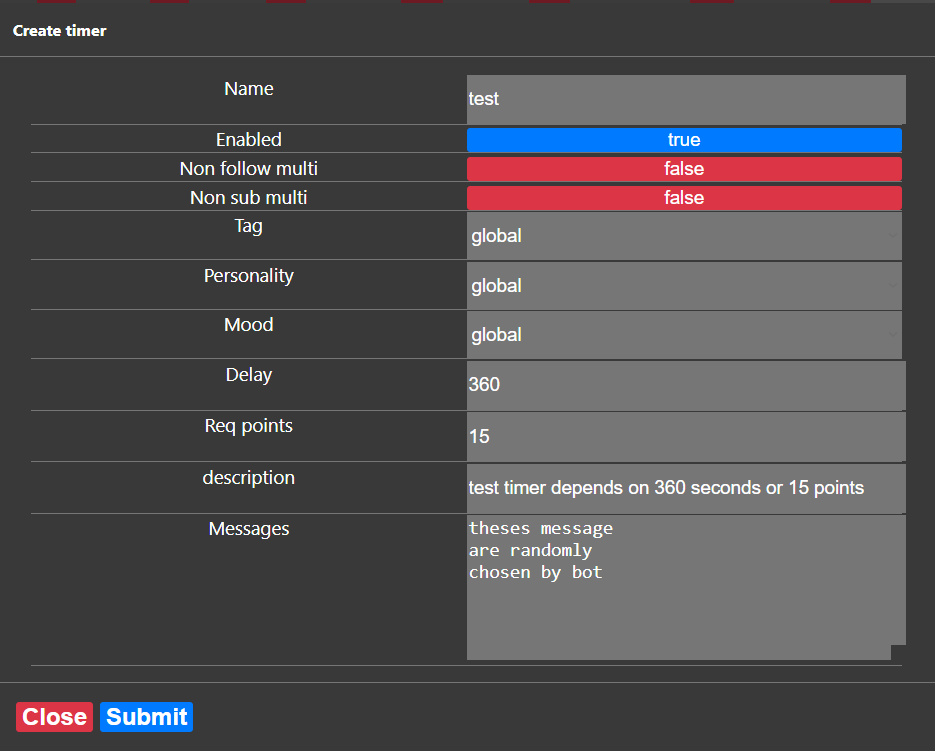 Create timer
Name test
Enabled true
Non follow multi false
Non sub multi false
Tag global
Personality global
Mood global
Delay 360
Req points 15
description test timer depends on 360 seconds or 15 points
Messages theses message
are randomly
chosen by bot
Close Submit